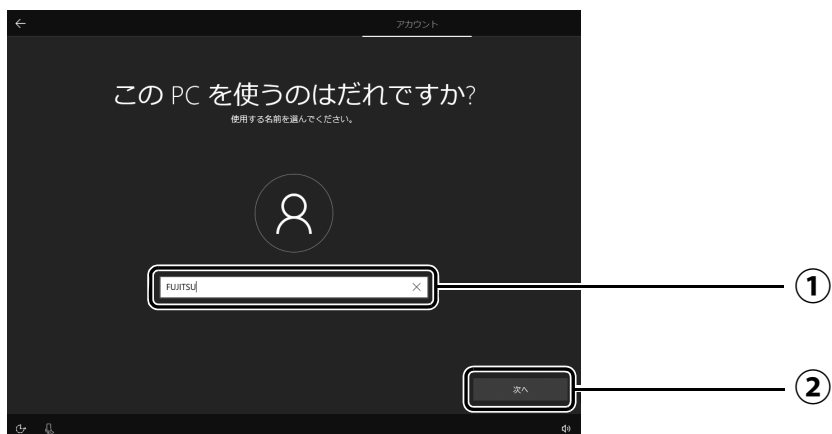 アカウント
この PC を使うのはだれですか?
使用する名前を選んでください。
FUJITSU
①
次へ
②